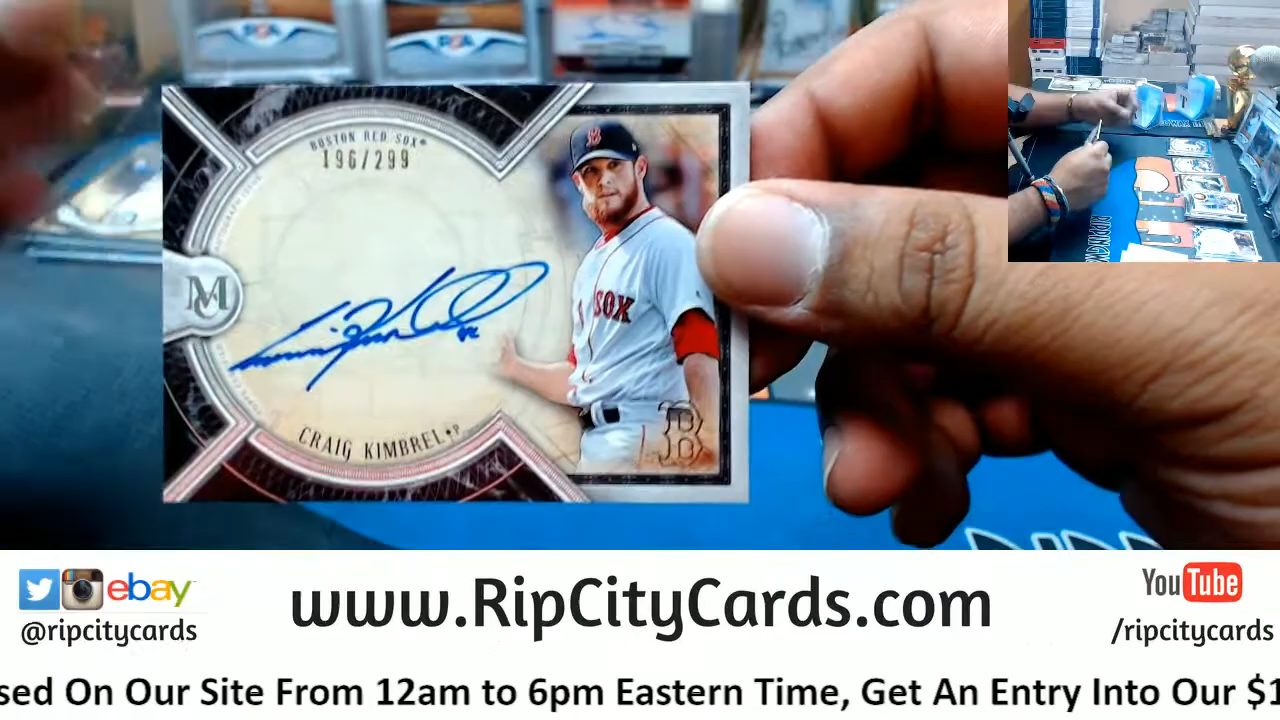 BOSTON RED SOX
196/299
M
SOX
CRAIG KIMBREL • P
B
ebay
@ripcitycards
www.RipCityCards.com
YouTube
/ripcitycards
sed On Our Site From 12am to 6pm Eastern Time, Get An Entry Into Our $1